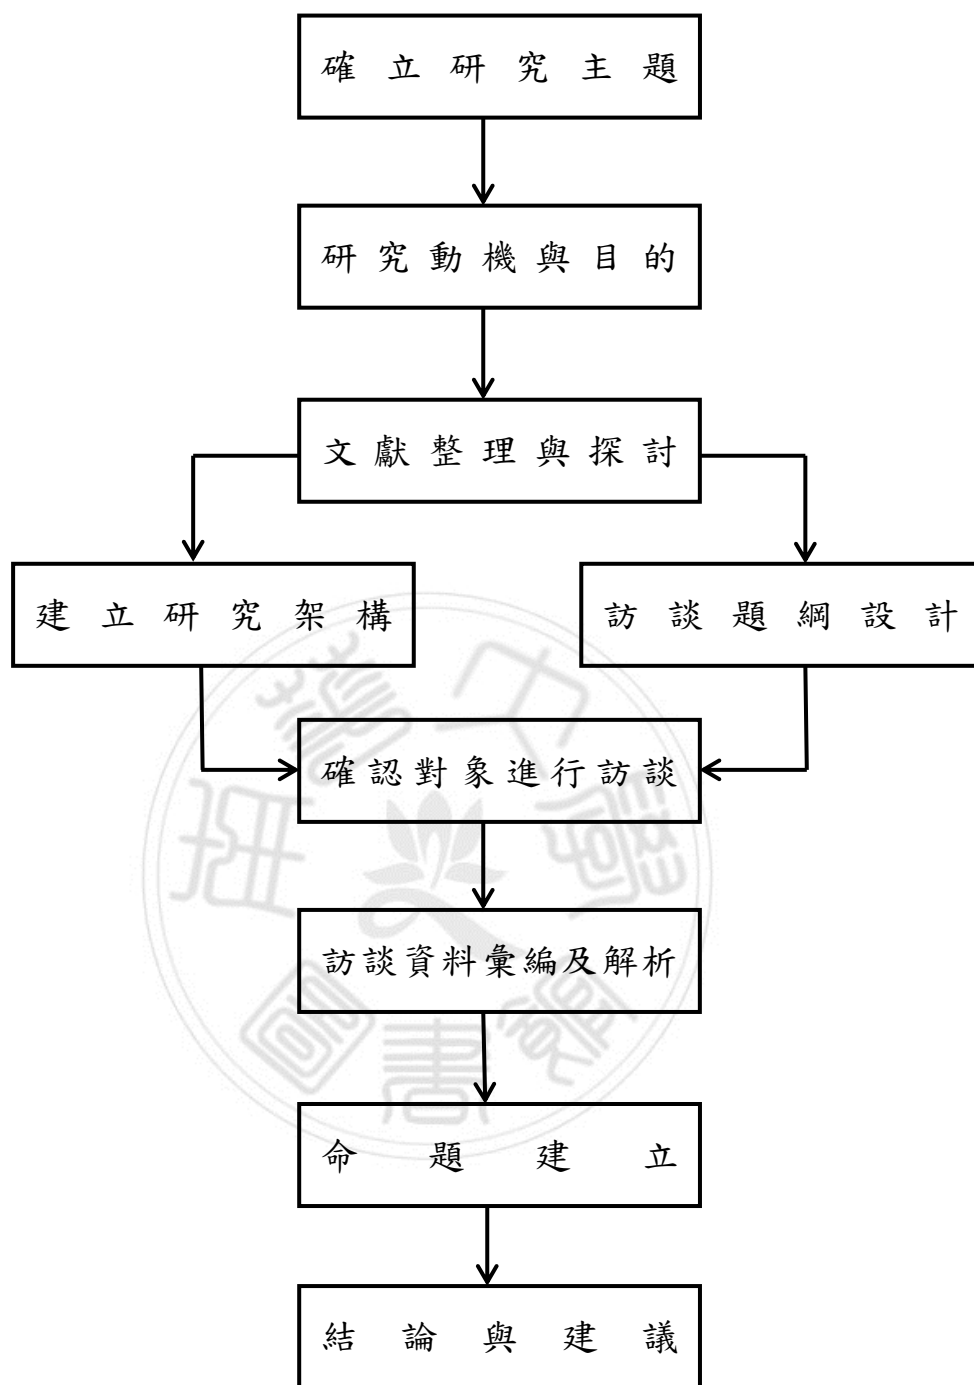 確立研究主題
研究動機與目的
文獻整理與探討
建立研究架構
訪談題綱設計
確認對象進行訪談
訪談資料彙編及解析
命題建立
結論與建議